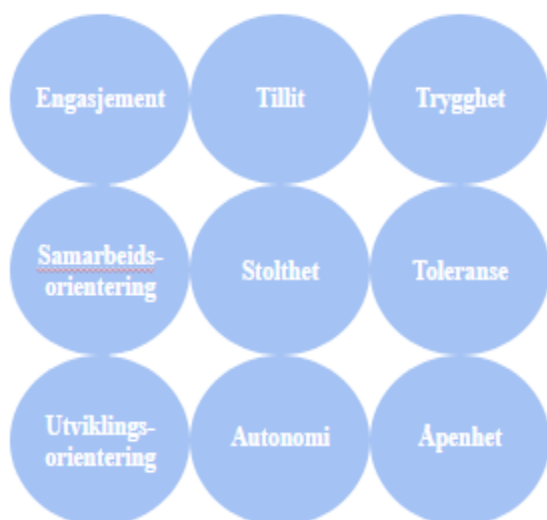 Engasjement
Tillit
Trygghet
Samarbeids-
orientering
Stolthet
Toleranse
Utviklings-
orientering
Autonomi
Åpenhet